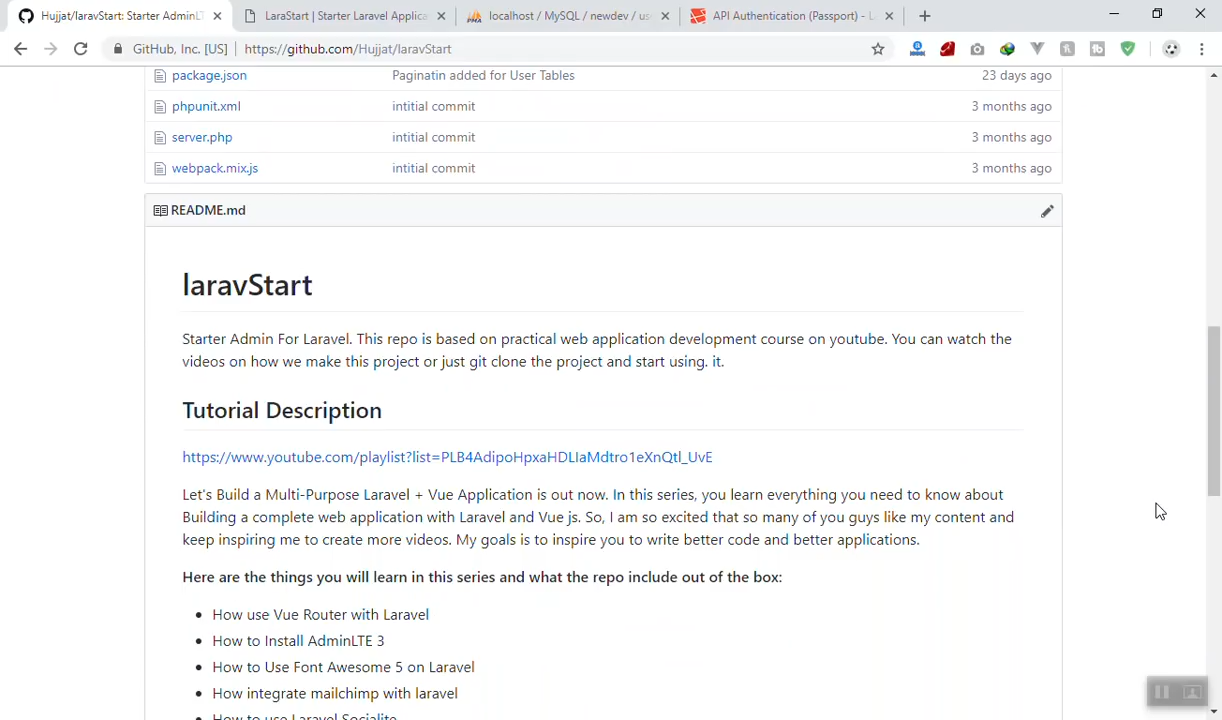 Hujjat/laravStart: Starter AdminL
LaraStart | Starter Laravel Applica
localhost / MySQL / newdev / us
API Authentication (Passport) - L
GitHub, Inc. [US] | https://github.com/Hujjat/laravStart
package.json Paginatin added for User Tables 23 days ago
phpunit.xml intitial commit 3 months ago
server.php intitial commit 3 months ago
webpack.mix.js intitial commit 3 months ago
README.md
laravStart
Starter Admin For Laravel. This repo is based on practical web application development course on youtube. You can watch the
videos on how we make this project or just git clone the project and start using. it.
Tutorial Description
https://www.youtube.com/playlist?list=PLB4AdipoHpxaHDLIaMdtro1eXnQtl_UvE
Let's Build a Multi-Purpose Laravel + Vue Application is out now. In this series, you learn everything you need to know about
Building a complete web application with Laravel and Vue js. So, I am so excited that so many of you guys like my content and
keep inspiring me to create more videos. My goals is to inspire you to write better code and better applications.
Here are the things you will learn in this series and what the repo include out of the box:
How use Vue Router with Laravel
How to Install AdminLTE 3
How to Use Font Awesome 5 on Laravel
How integrate mailchimp with laravel
How to use Laravel Socialite